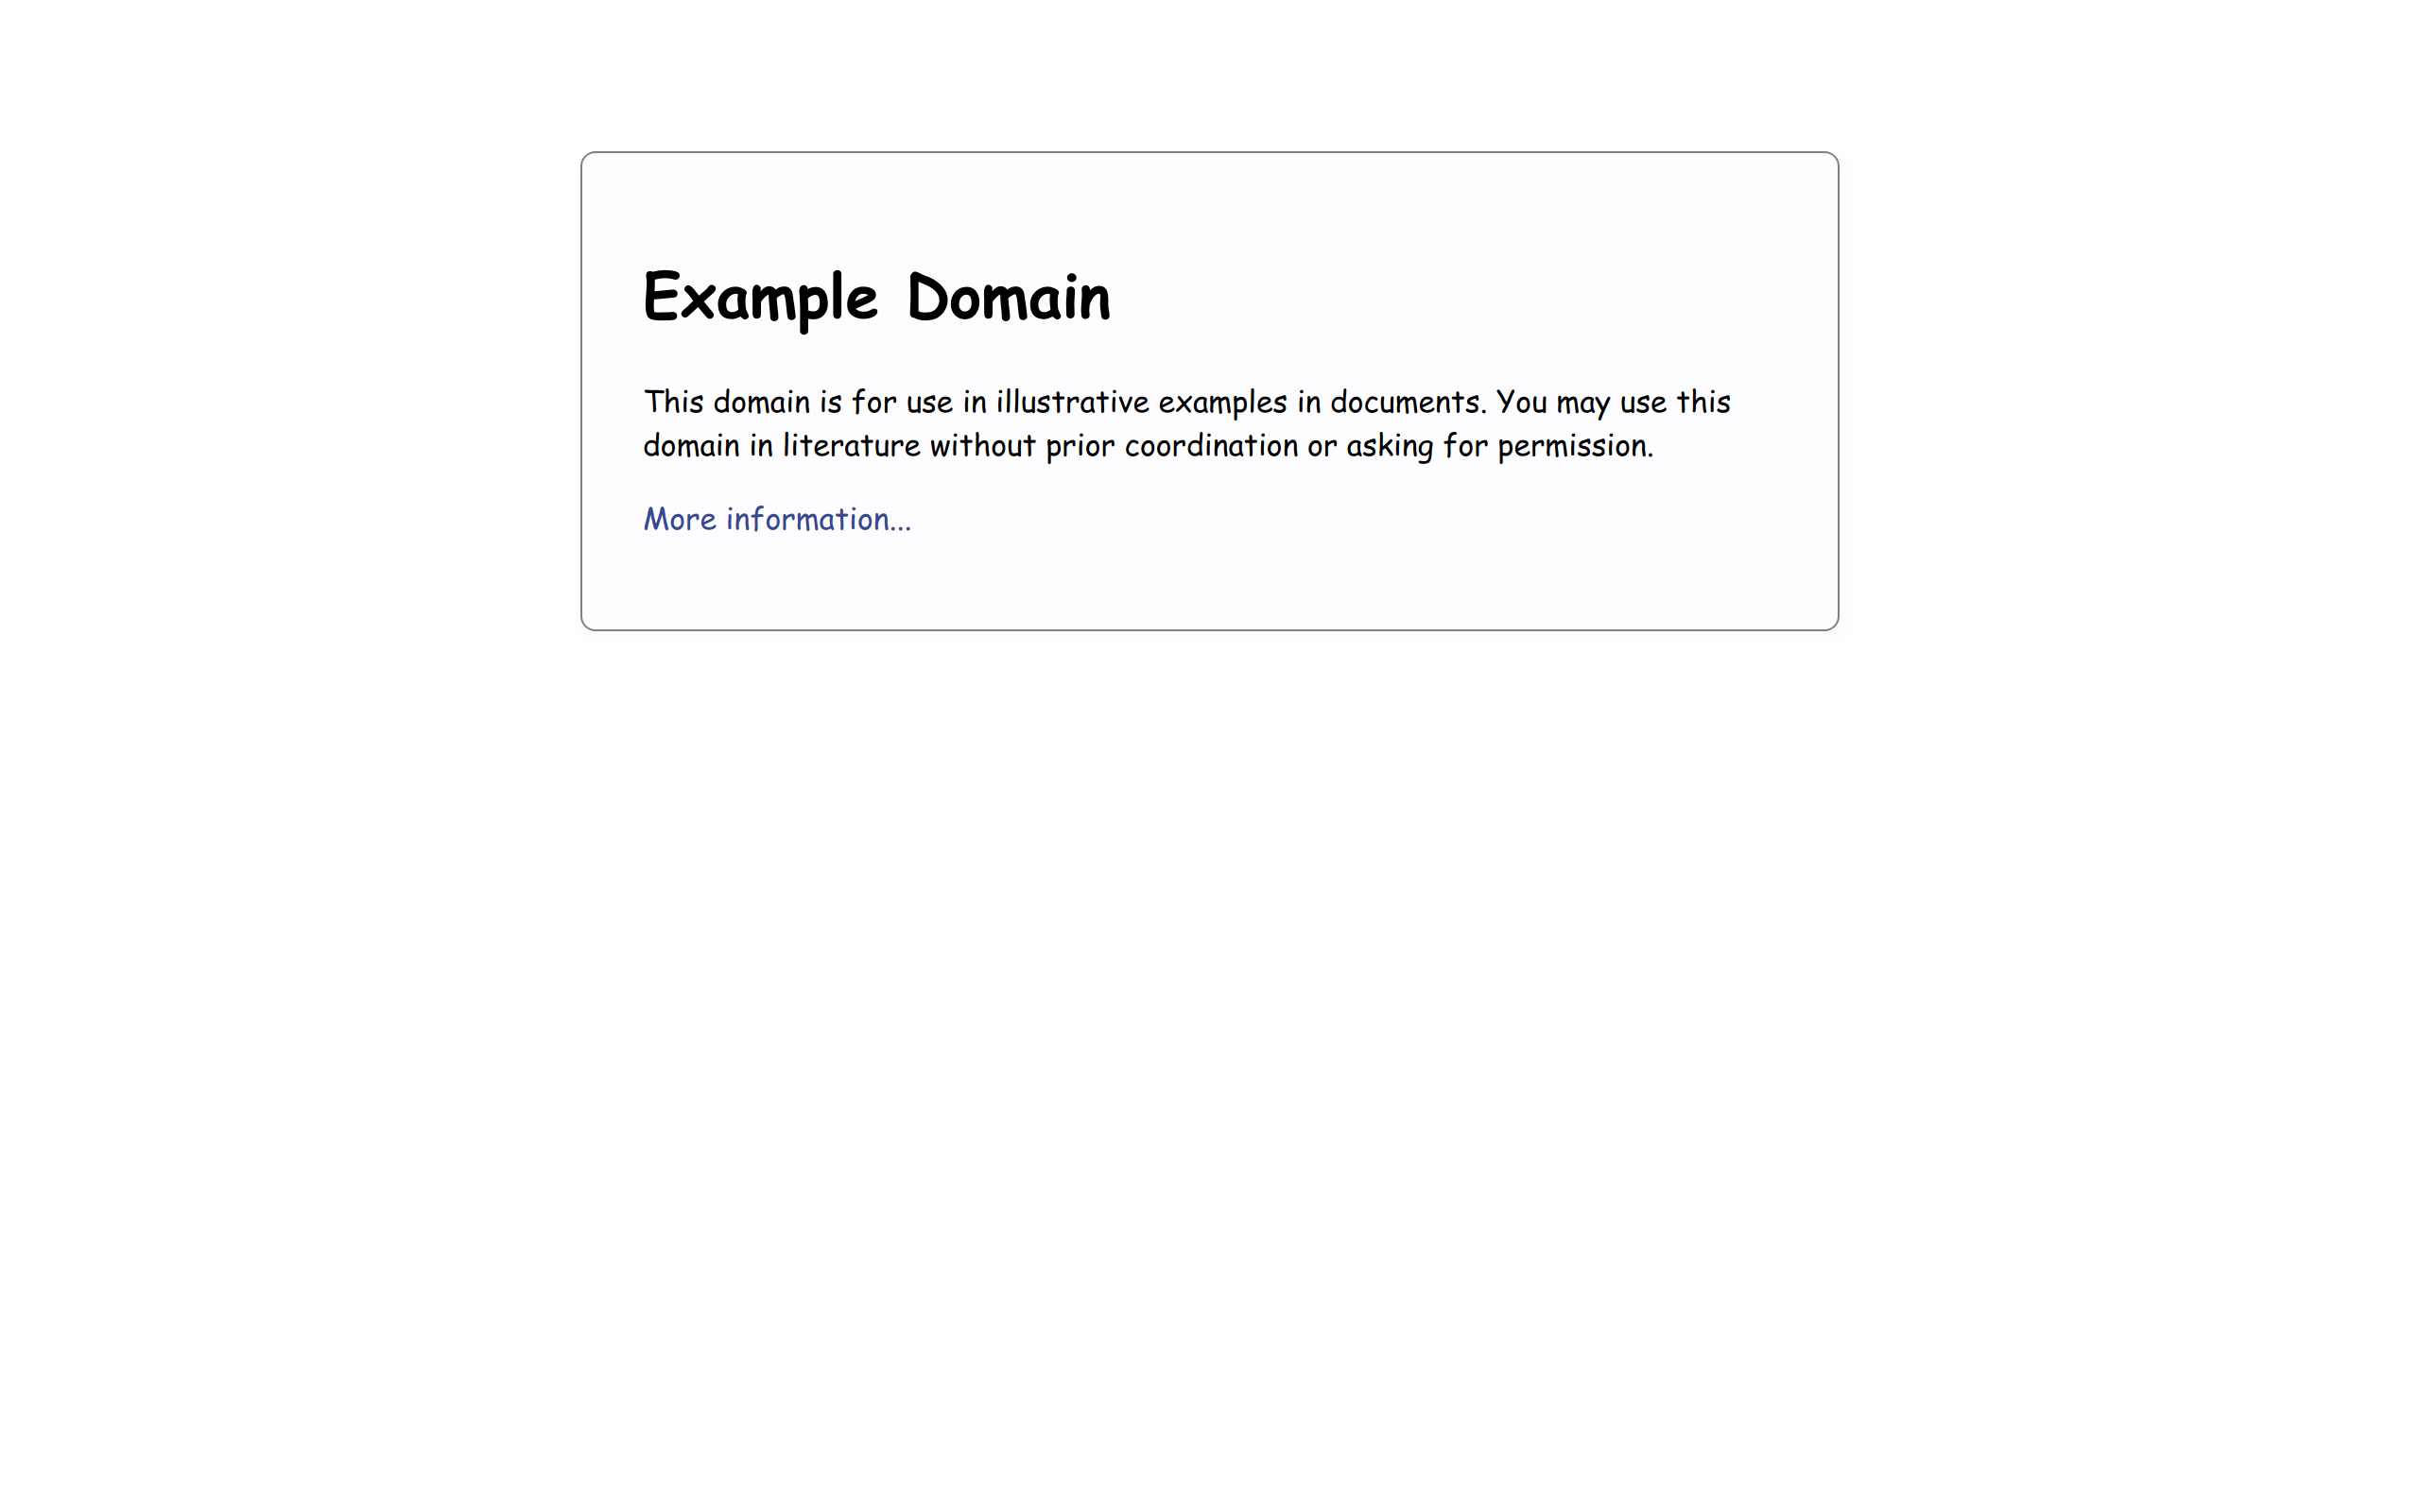 Example Domain
This domain is for use in illustrative examples in documents. You may use this
domain in literature without prior coordination or asking for permission.
More information...